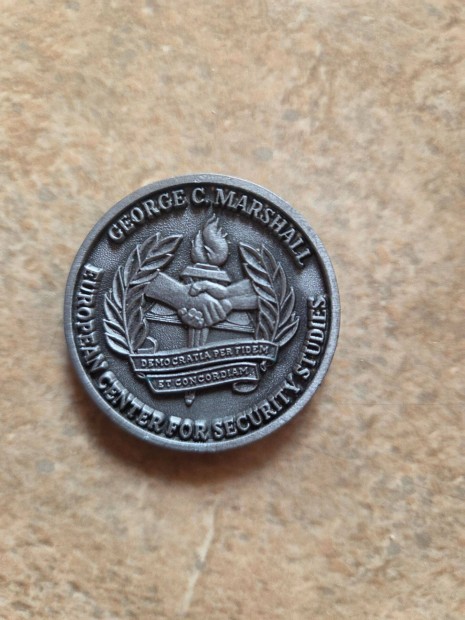 GEORGE C. MARSHALL
EUROPEAN CENTER FOR SECURITY STUDIES
DEMOCRATIA PER FIDEM
ET CONCORDIAM